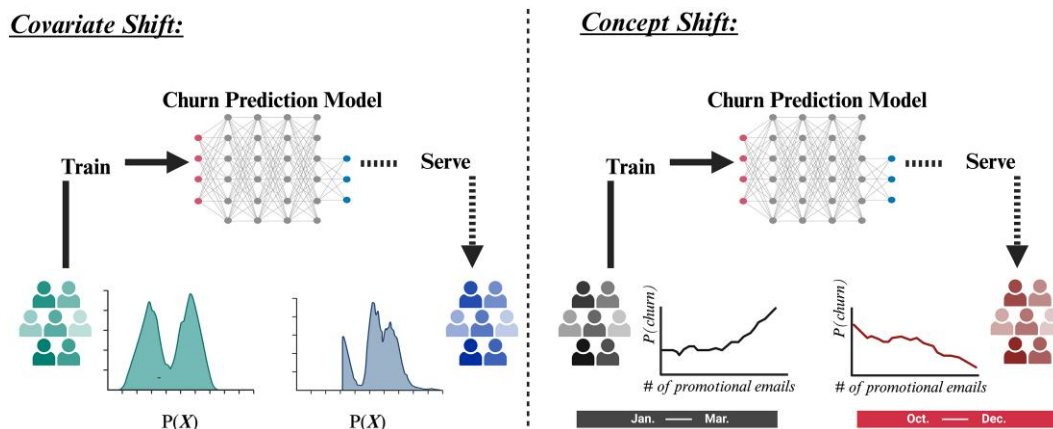 Covariate Shift:
Churn Prediction Model
Train
Serve
P(X)
P(X)
Concept Shift:
Churn Prediction Model
Train
Serve
P(churn)
# of promotional emails
Jan. — Mar.
P(churn)
# of promotional emails
Oct. — Dec.